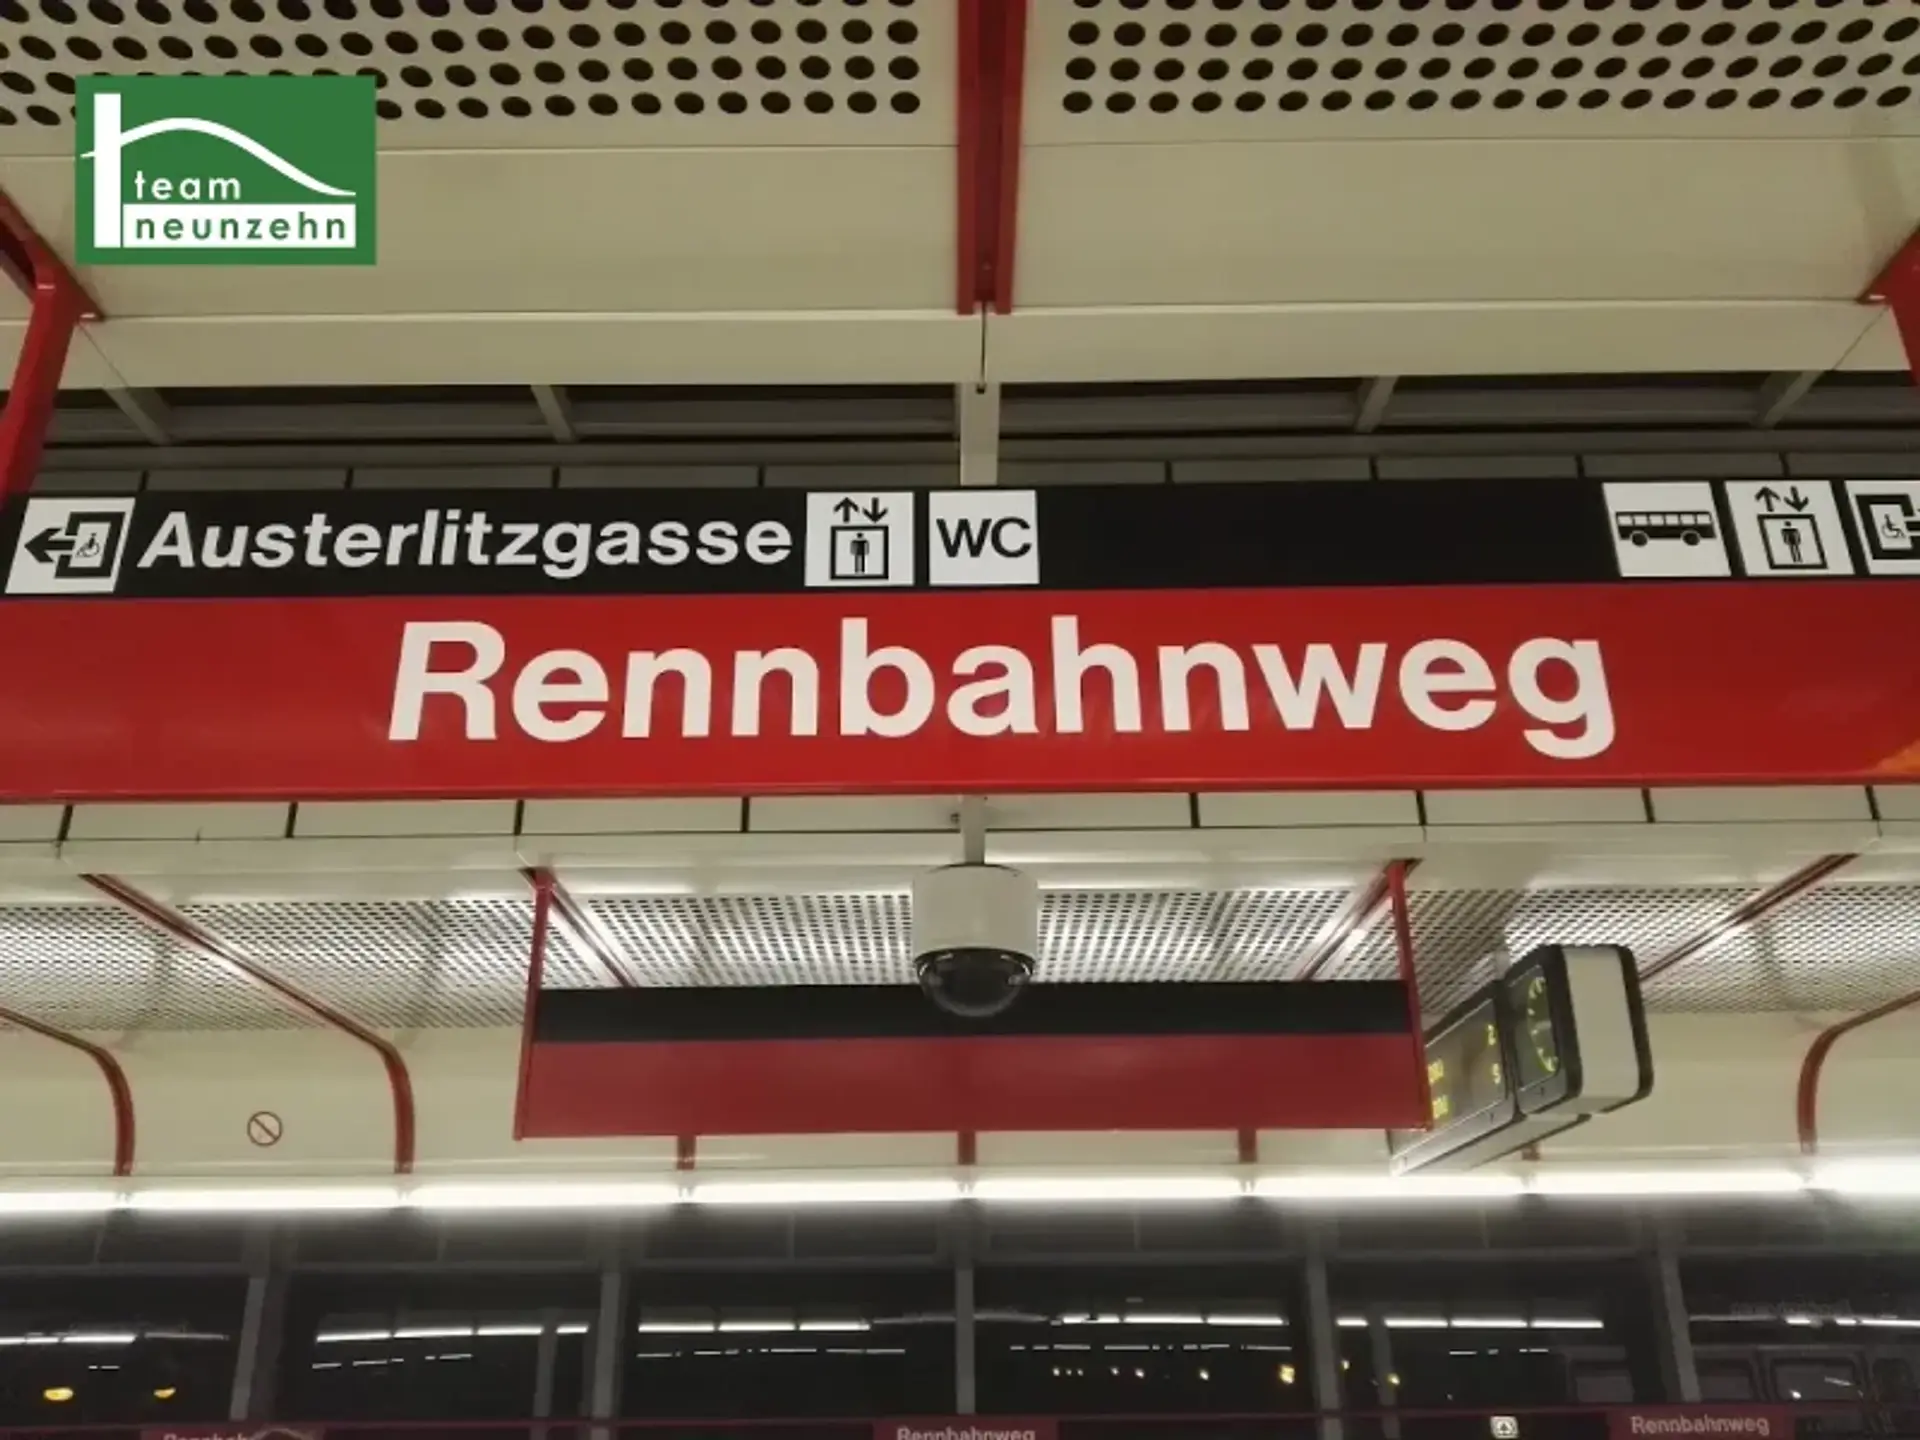 team
neunzehn
Austerlitzgasse WC
Rennbahnweg
Rennbahnweg
Rennbahnweg